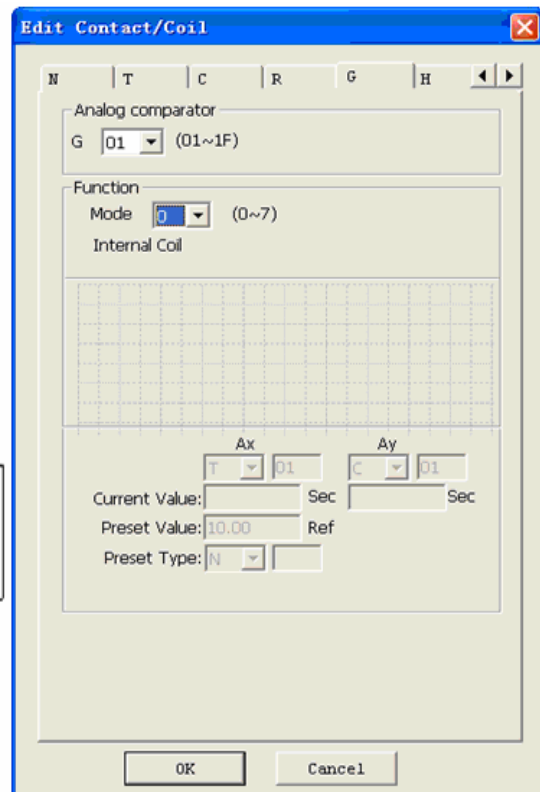 Edit Contact/Coil
N T C R G H
Analog comparator
G 01 (01~1F)
Function
Mode 0 (0~7)
Internal Coil
Ax Ay
T 01 C 01
Current Value: Sec Sec
Preset Value: 10.00 Ref
Preset Type: N
OK Cancel